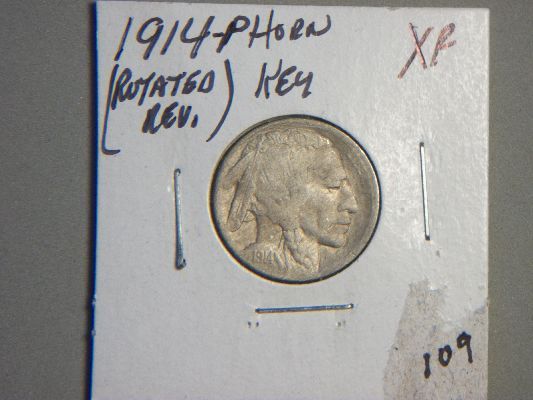 1914-P HORN
XF
(ROTATED REV.) KEY
1914
109